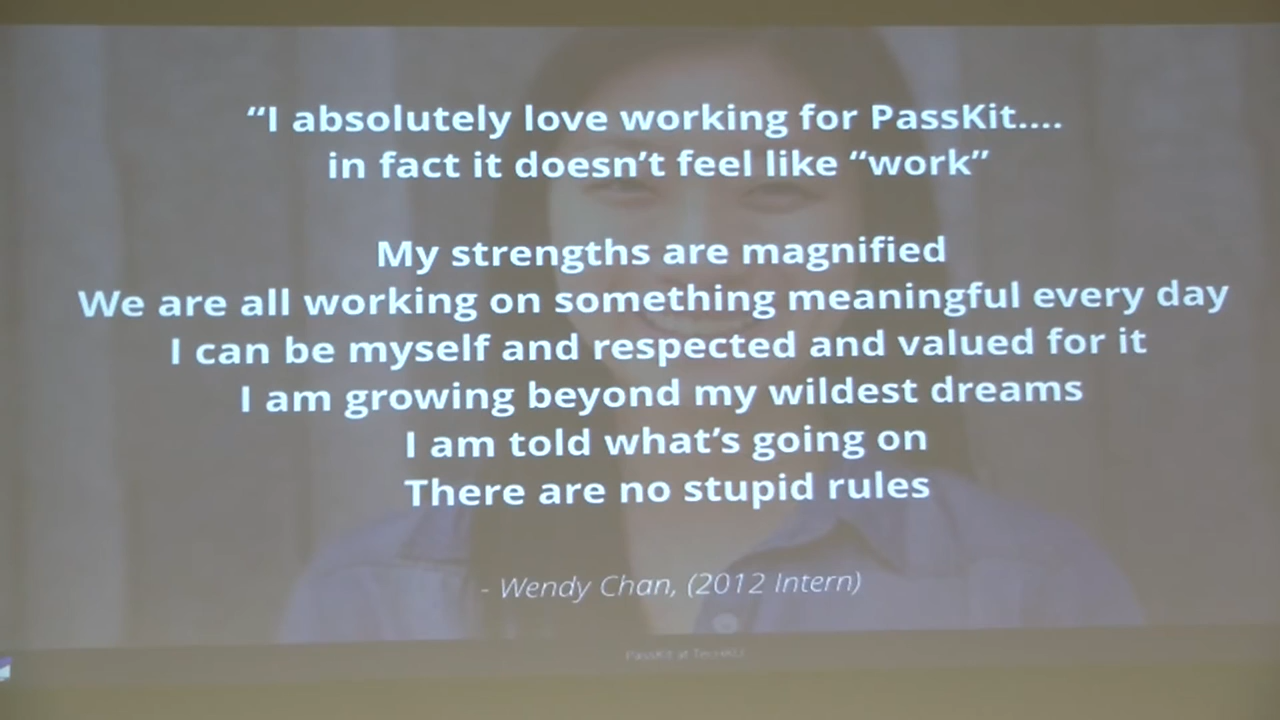 “I absolutely love working for PassKit....
in fact it doesn’t feel like “work”
My strengths are magnified
We are all working on something meaningful every day
I can be myself and respected and valued for it
I am growing beyond my wildest dreams
I am told what’s going on
There are no stupid rules
- Wendy Chan, (2012 Intern)
PassKit at